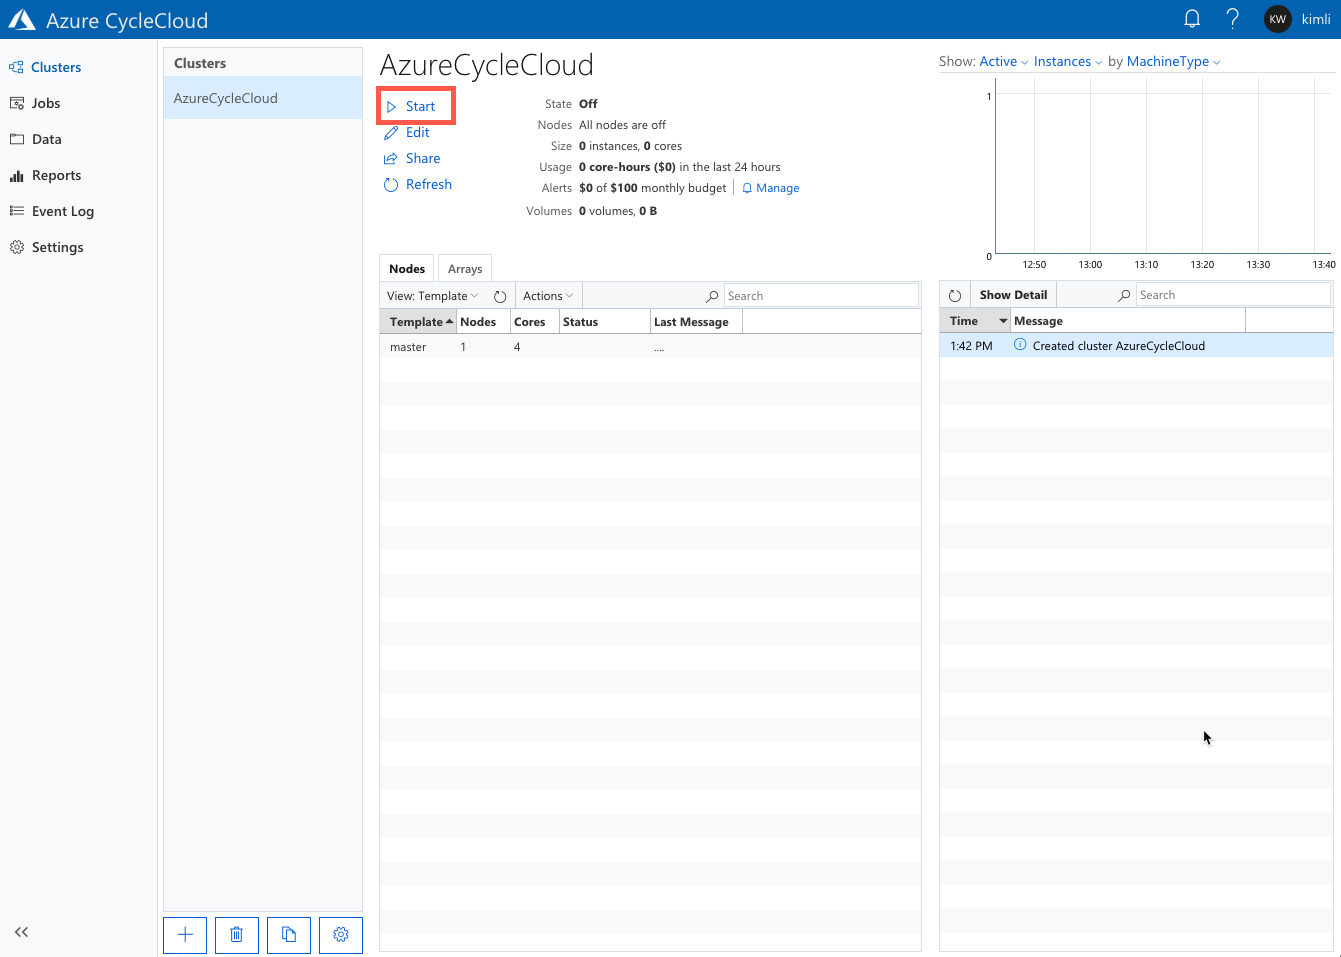 Azure CycleCloud
KW kimli
Clusters
Jobs
Data
Reports
Event Log
Settings
Clusters
AzureCycleCloud
AzureCycleCloud
Start
Edit
Share
Refresh
State Off
Nodes All nodes are off
Size 0 instances, 0 cores
Usage 0 core-hours ($0) in the last 24 hours
Alerts $0 of $100 monthly budget Manage
Volumes 0 volumes, 0 B
Show: Active Instances by MachineType
1
0
12:50 13:00 13:10 13:20 13:30 13:40
Nodes Arrays
View: Template Actions Search
Template Nodes Cores Status Last Message
master 1 4 ....
Show Detail Search
Time Message
1:42 PM Created cluster AzureCycleCloud